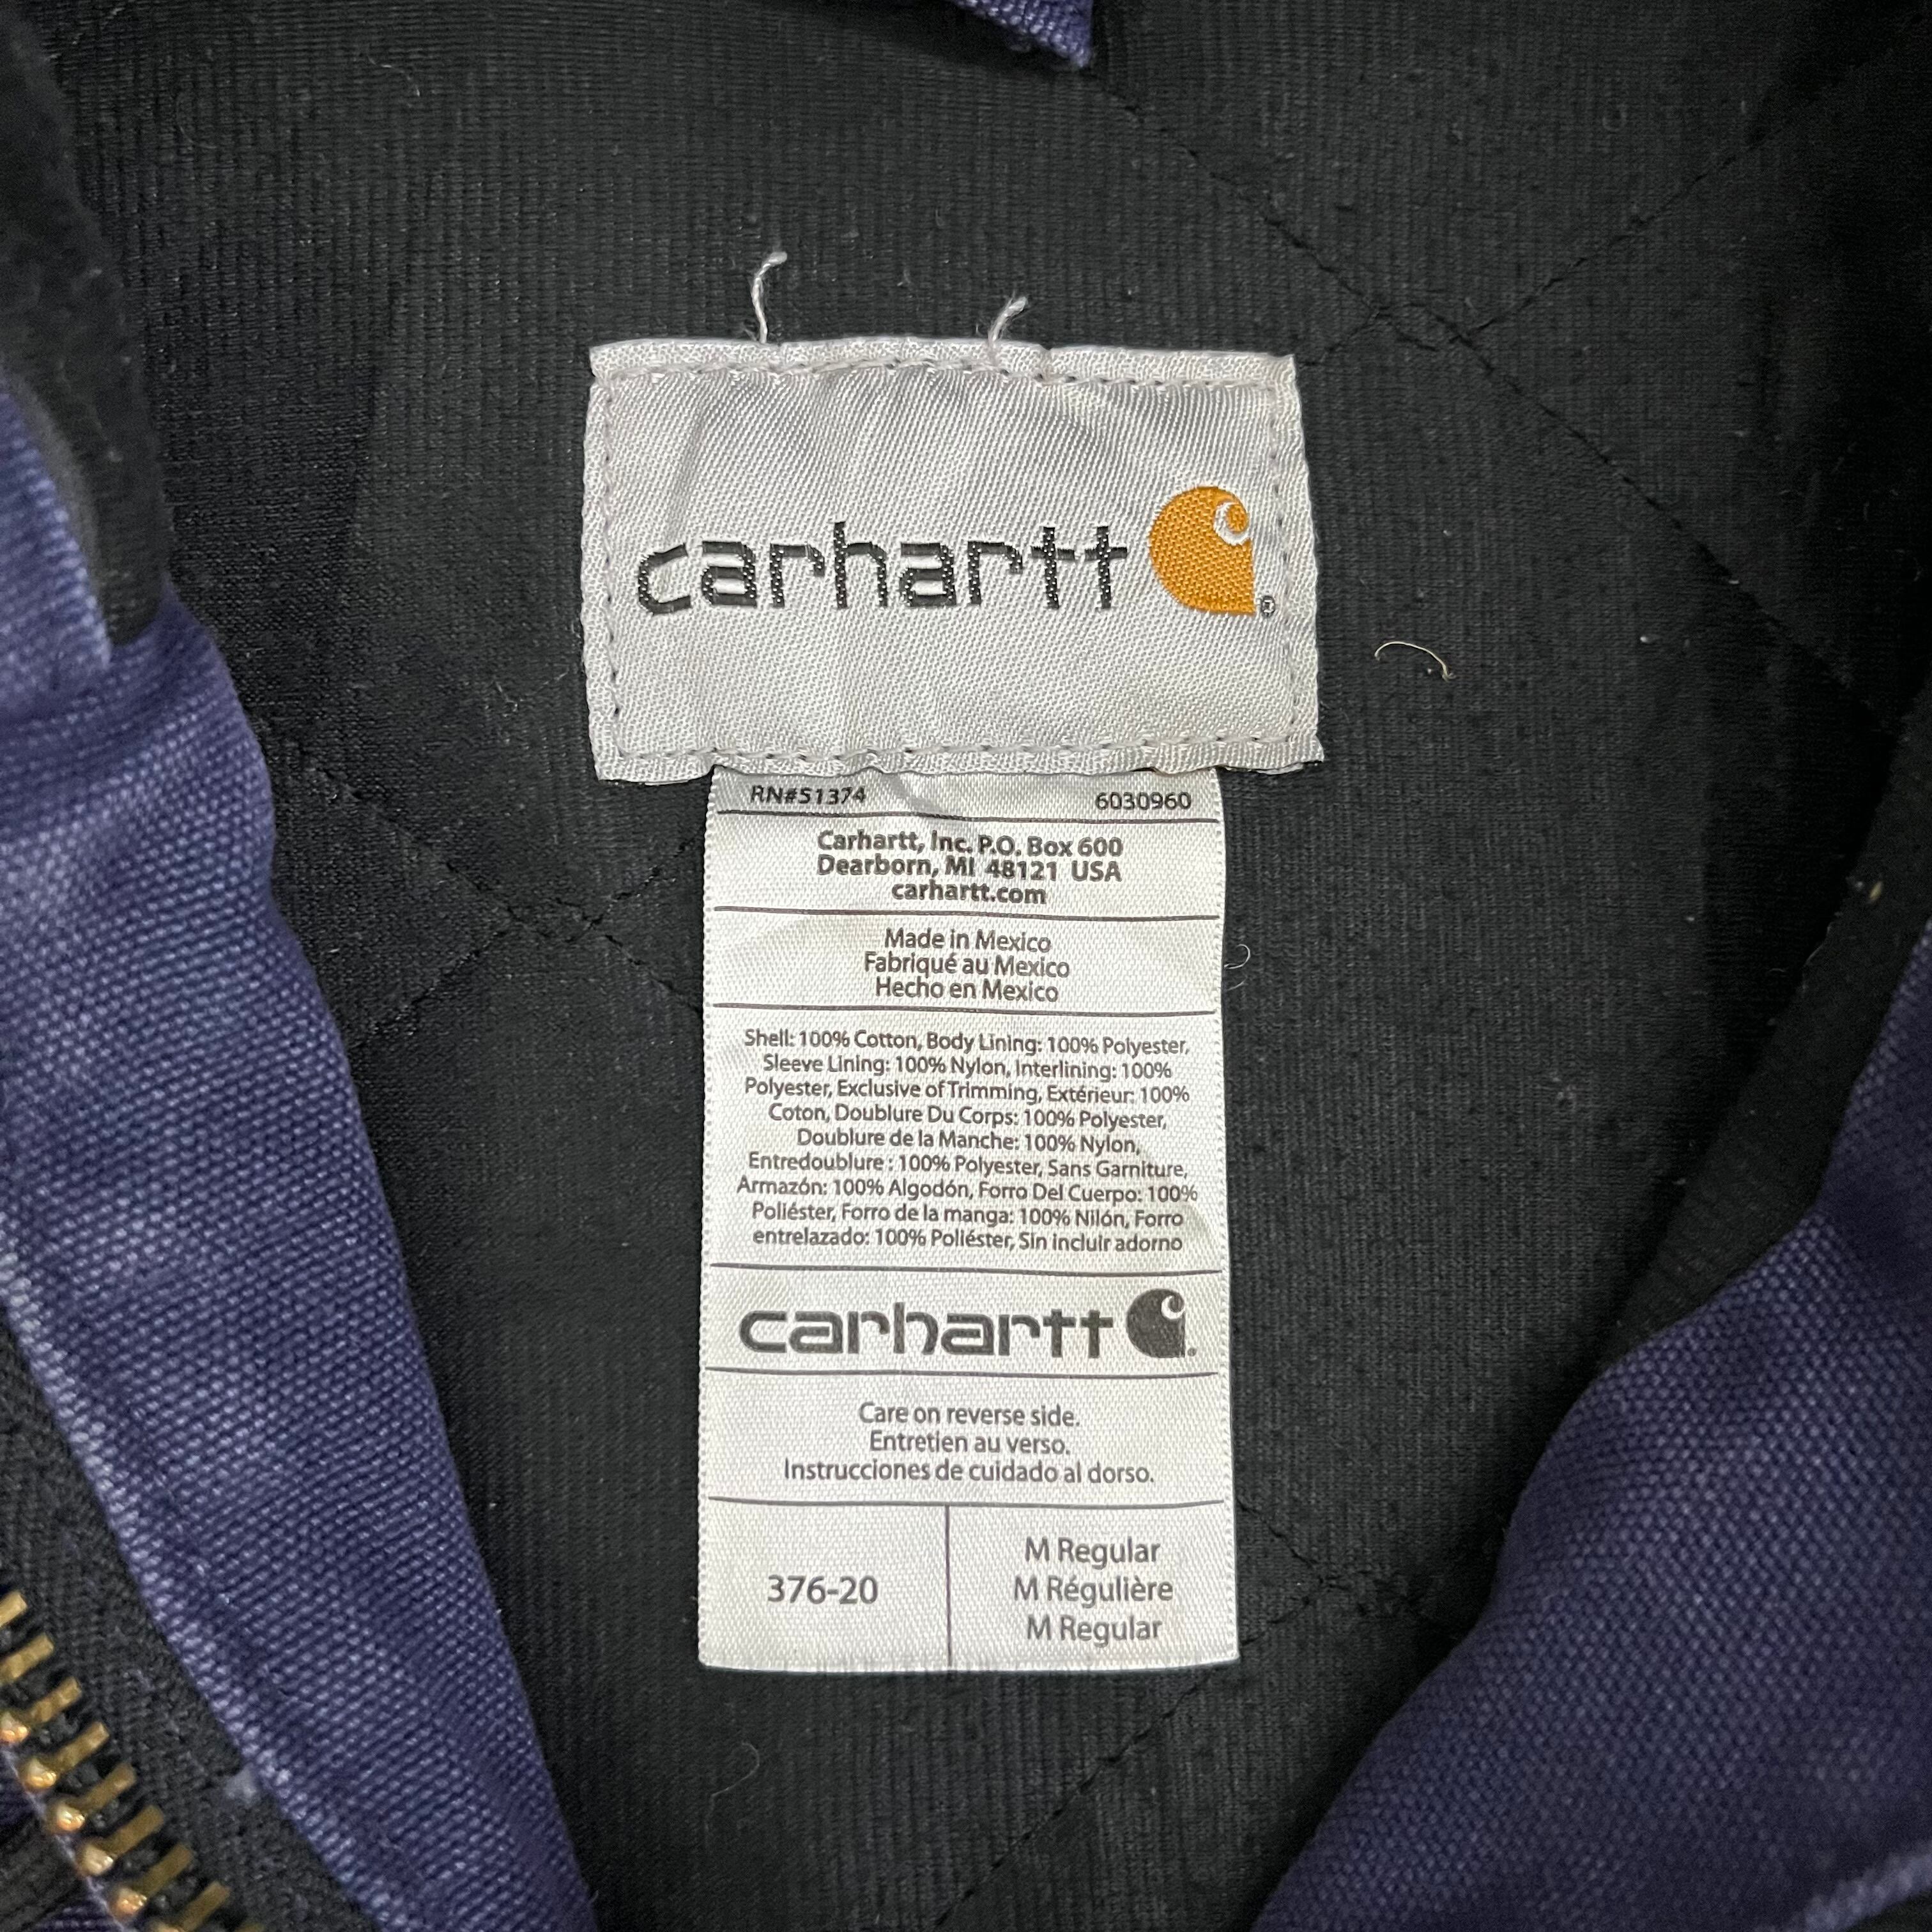 carhartt
RN#51374 6030960
Carhartt, Inc. P.O. Box 600
Dearborn, MI 48121 USA
carhartt.com
Made in Mexico
Fabriqué au Mexico
Hecho en Mexico
Shell: 100% Cotton, Body Lining: 100% Polyester,
Sleeve Lining: 100% Nylon, Interlining: 100%
Polyester, Exclusive of Trimming, Extérieur: 100%
Coton, Doublure Du Corps: 100% Polyester,
Doublure de la Manche: 100% Nylon,
Entredoublure : 100% Polyester, Sans Garniture,
Armazón: 100% Algodón, Forro Del Cuerpo: 100%
Poliéster, Forro de la manga: 100% Nilón, Forro
entrelazado: 100% Poliéster, Sin incluir adorno
carhartt
Care on reverse side.
Entretien au verso.
Instrucciones de cuidado al dorso.
376-20
M Regular
M Régulière
M Regular